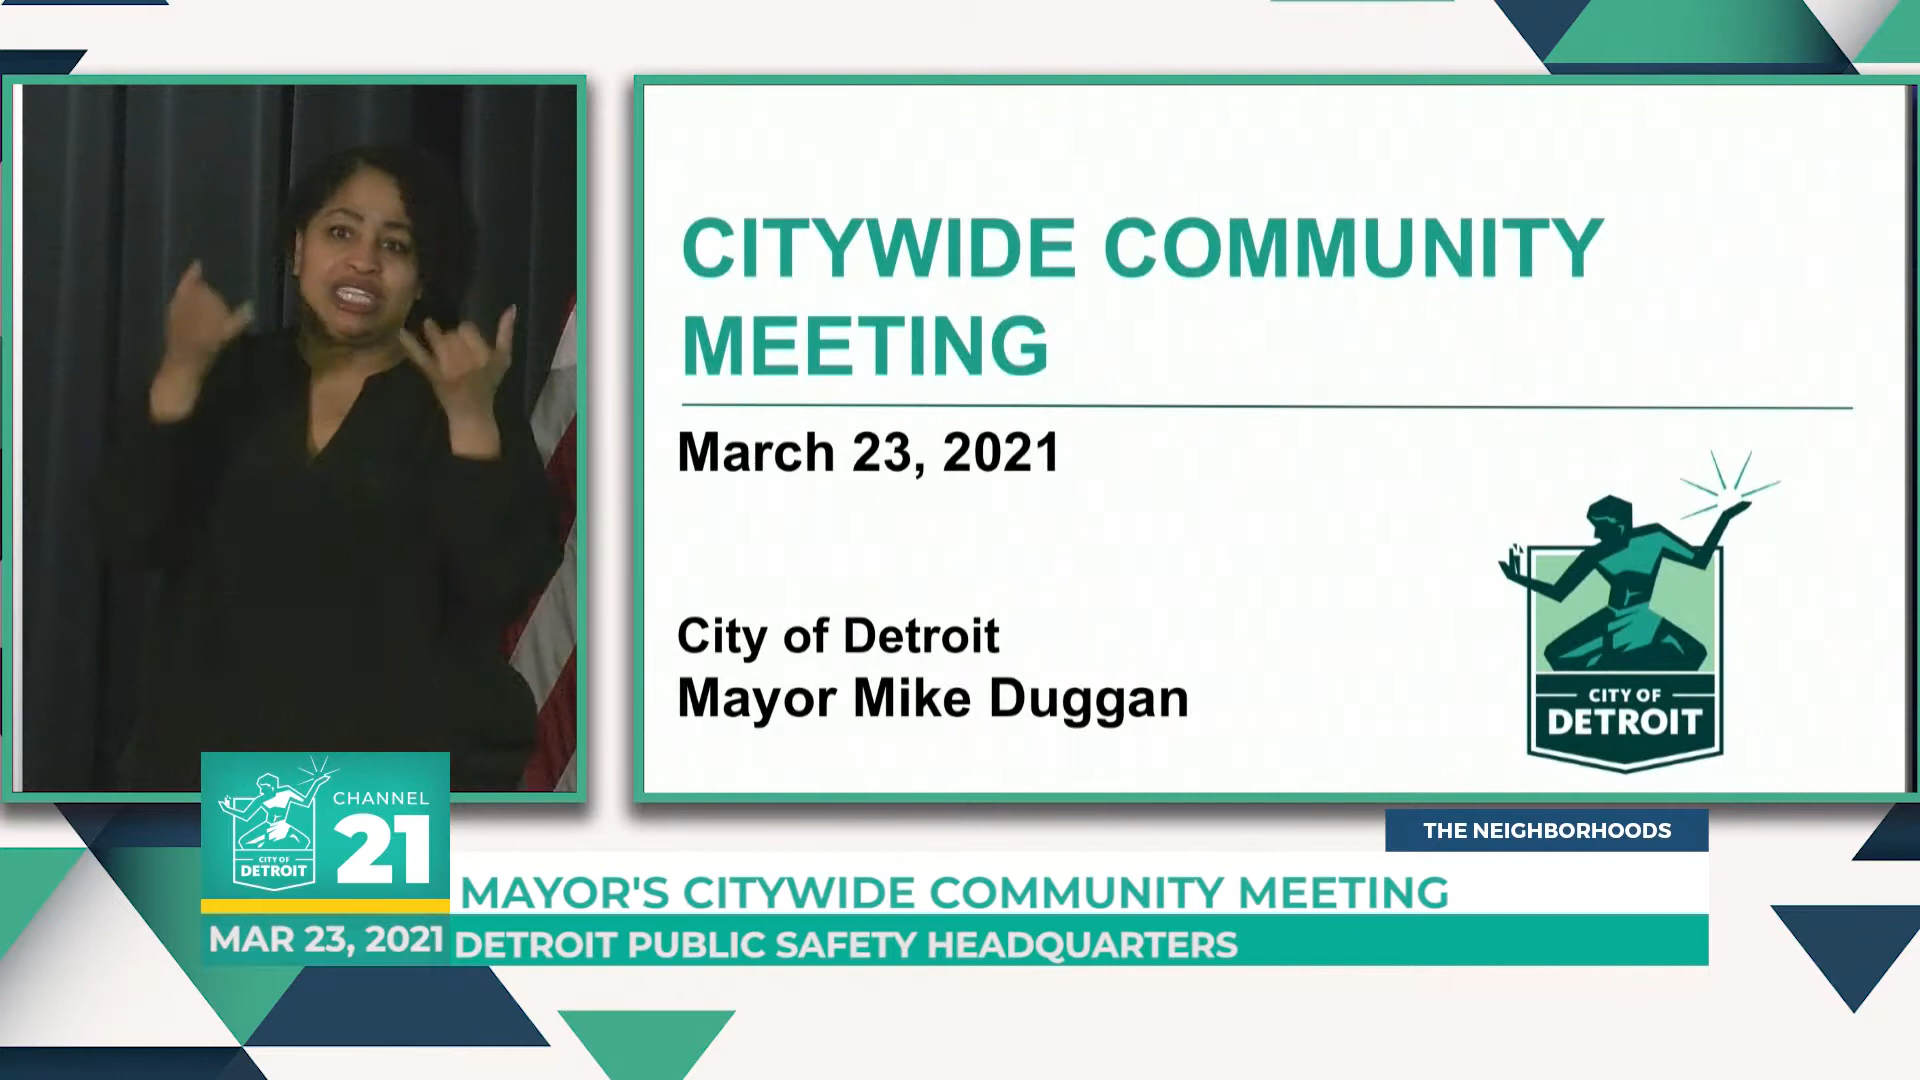 CITYWIDE COMMUNITY
MEETING
March 23, 2021
City of Detroit
Mayor Mike Duggan
CITY OF
DETROIT
CHANNEL
21
CITY OF
DETROIT
THE NEIGHBORHOODS
MAYOR'S CITYWIDE COMMUNITY MEETING
MAR 23, 2021
DETROIT PUBLIC SAFETY HEADQUARTERS